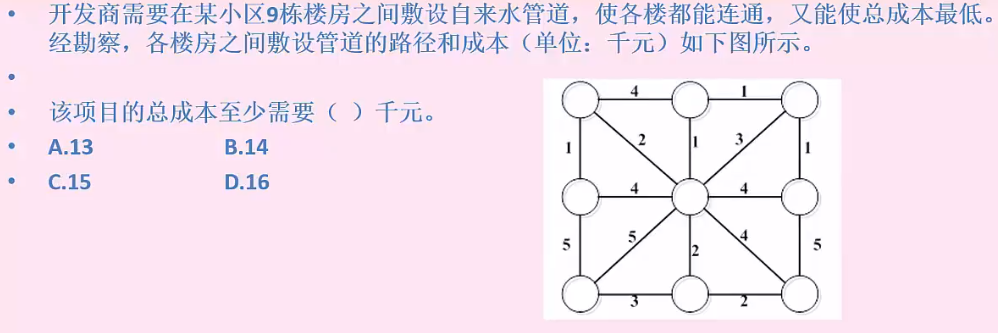 开发商需要在某小区9栋楼房之间敷设自来水管道，使各楼都能连通，又能使总成本最低。
经勘察，各楼房之间敷设管道的路径和成本（单位：千元）如下图所示。
该项目的总成本至少需要（ ）千元。
A.13 B.14
C.15 D.16
4 1
1 2 1 3 1
4 4
5 5 2 4 5
3 2